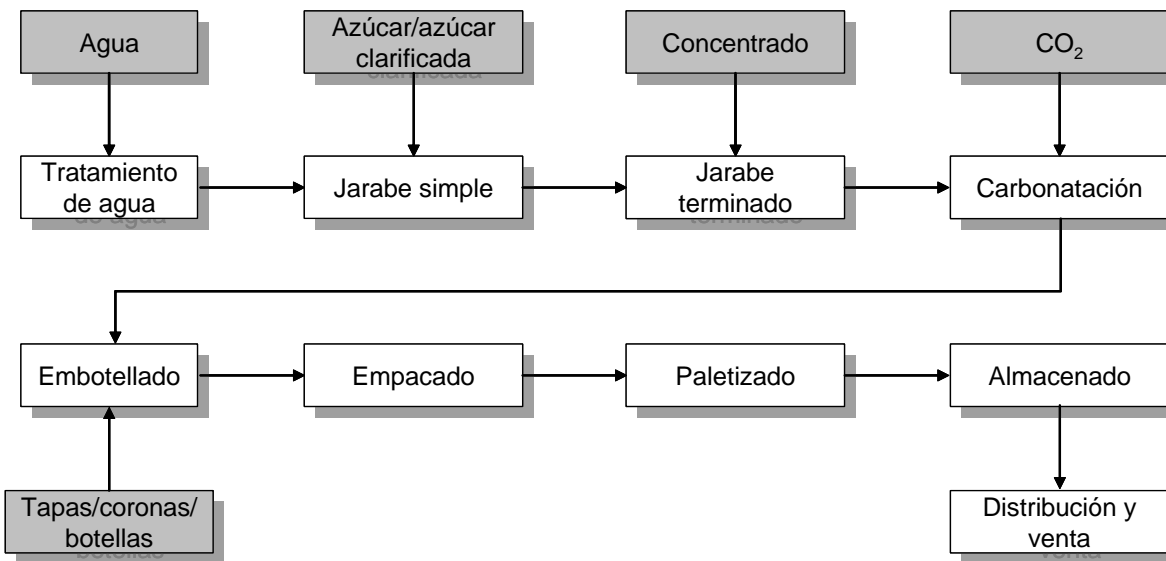 Agua
Azúcar/azúcar
clarificada
Concentrado
CO₂
Tratamiento
de agua
Jarabe simple
Jarabe
terminado
Carbonatación
Embotellado
Empacado
Paletizado
Almacenado
Tapas/coronas/
botellas
Distribución y
venta